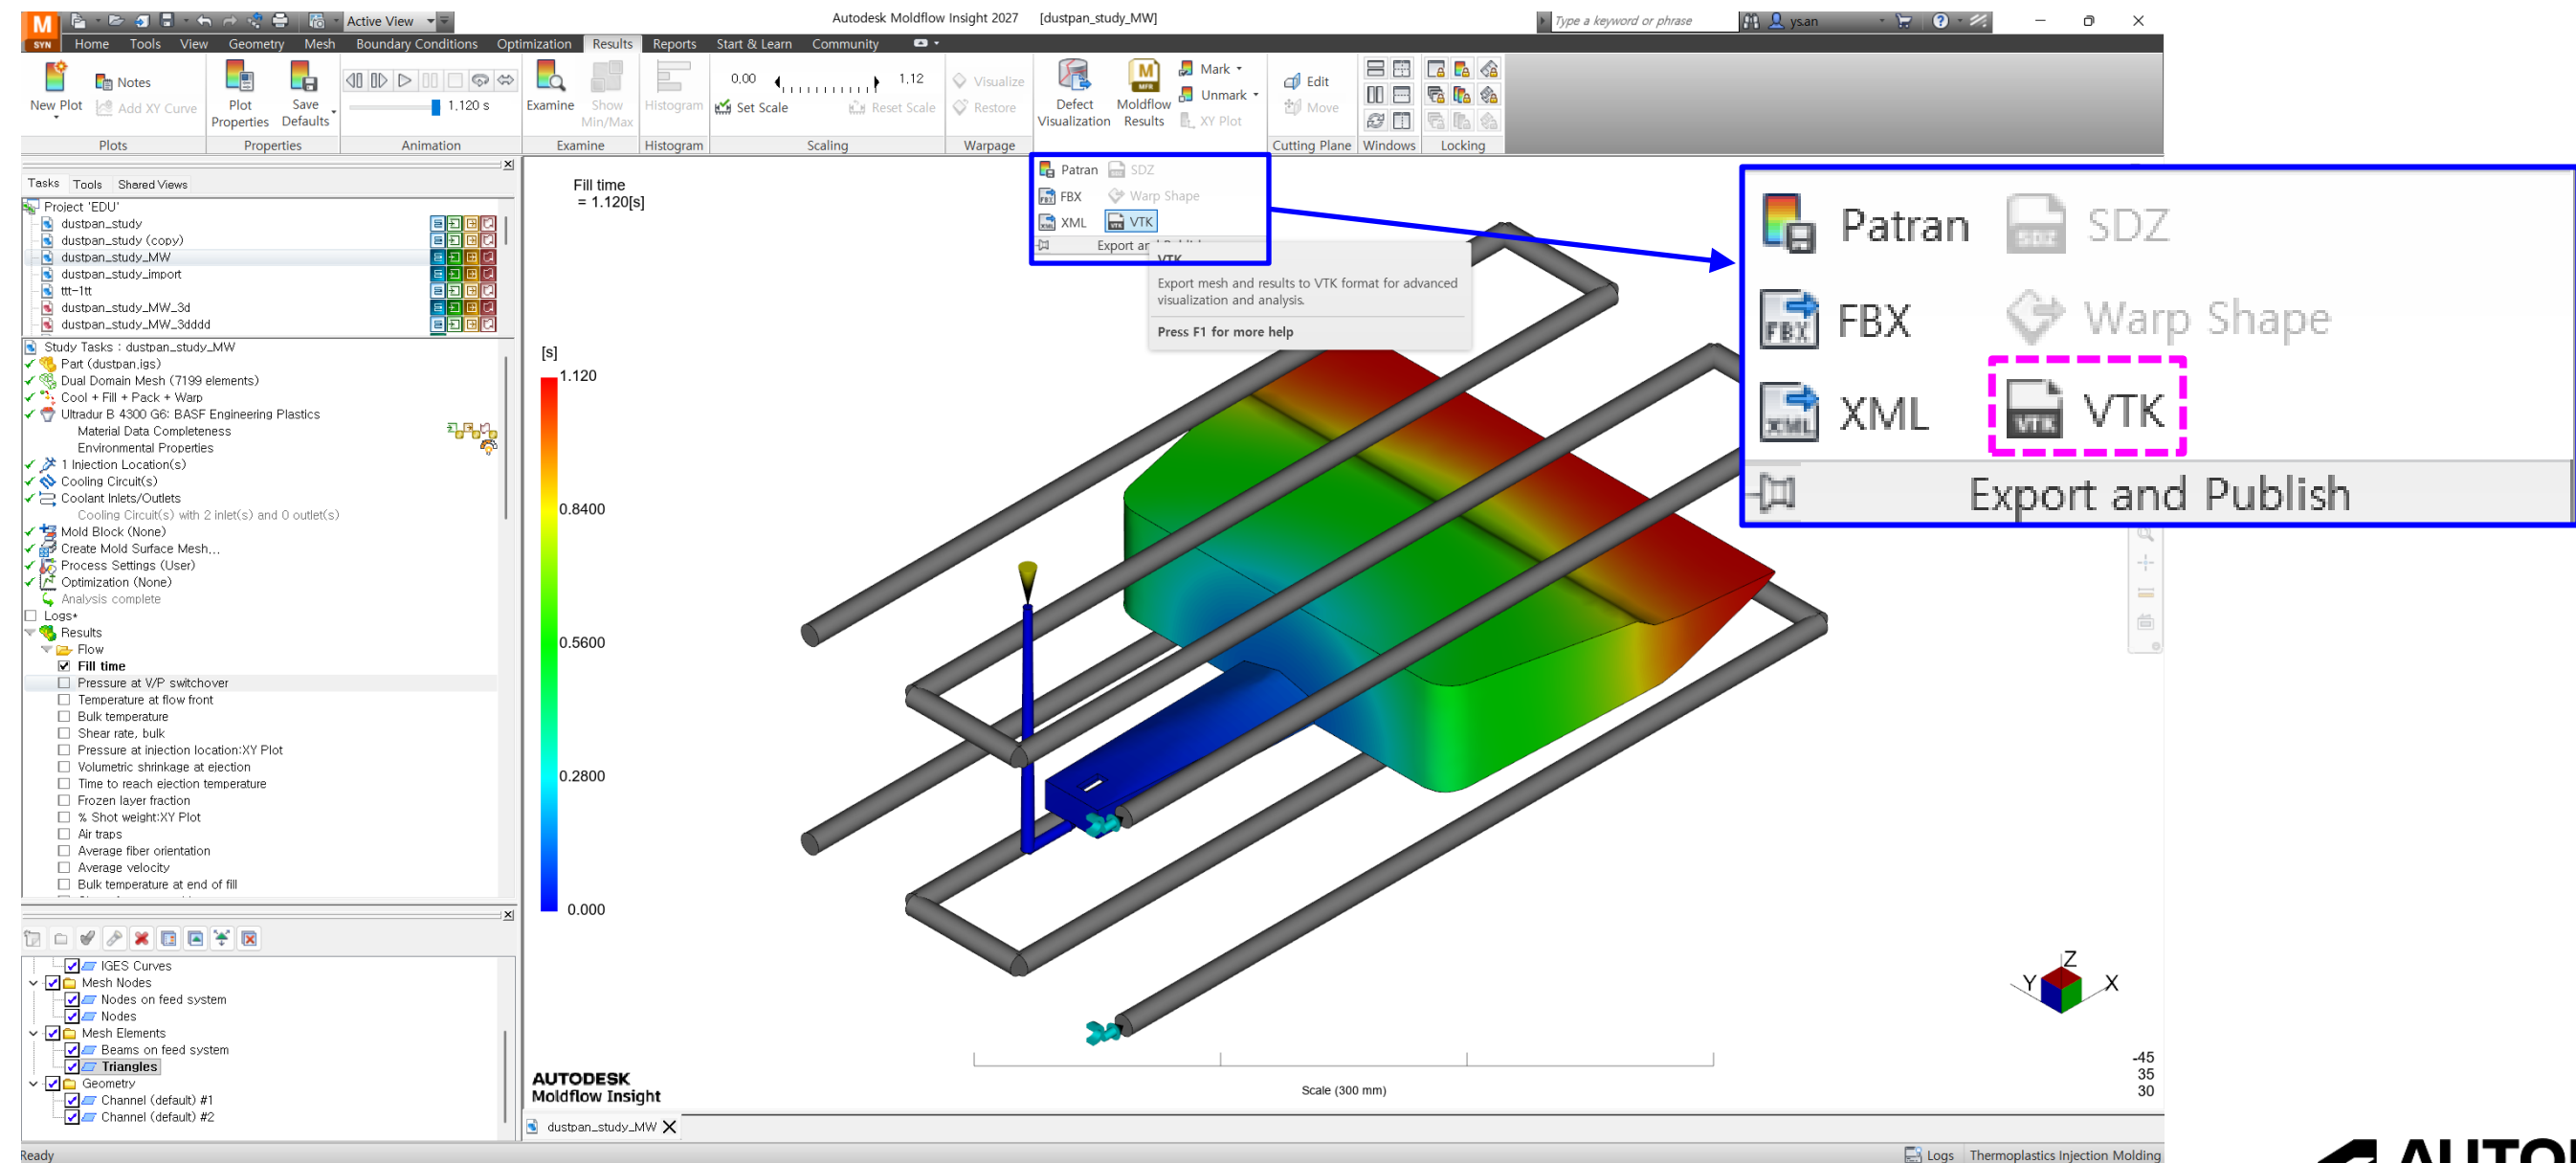 Active View
Autodesk Moldflow Insight 2027 [dustpan_study_MW]
Type a keyword or phrase
ys.an
SYN Home Tools View Geometry Mesh Boundary Conditions Optimization Results Reports Start & Learn Community
New Plot
Notes
Add XY Curve
Plots
Plot Properties
Save Defaults
Properties
1,120 s
Animation
Examine
Show Min/Max
Examine
Histogram
Histogram
0,00
1,12
Set Scale
Reset Scale
Scaling
Visualize
Restore
Warpage
Defect Visualization
Moldflow Results
Mark
Unmark
XY Plot
Edit
Move
Cutting Plane
Windows
Locking
Patran SDZ
FBX Warp Shape
XML VTK
VTK
Export mesh and results to VTK format for advanced
visualization and analysis.
Press F1 for more help
Patran SDZ
FBX Warp Shape
XML VTK
Export and Publish
Tasks Tools Shared Views
Project 'EDU'
dustpan_study
dustpan_study (copy)
dustpan_study_MW
dustpan_study_import
ttt-1tt
dustpan_study_MW_3d
dustpan_study_MW_3dddd
Study Tasks : dustpan_study_MW
Part (dustpan.igs)
Dual Domain Mesh (7199 elements)
Cool + Fill + Pack + Warp
Ultradur B 4300 G6: BASF Engineering Plastics
Material Data Completeness
Environmental Properties
1 Injection Location(s)
Cooling Circuit(s)
Coolant Inlets/Outlets
Cooling Circuit(s) with 2 inlet(s) and 0 outlet(s)
Mold Block (None)
Create Mold Surface Mesh...
Process Settings (User)
Optimization (None)
Analysis complete
Logs*
Results
Flow
Fill time
Pressure at V/P switchover
Temperature at flow front
Bulk temperature
Shear rate, bulk
Pressure at injection location:XY Plot
Volumetric shrinkage at ejection
Time to reach ejection temperature
Frozen layer fraction
% Shot weight:XY Plot
Air traps
Average fiber orientation
Average velocity
Bulk temperature at end of fill
IGES Curves
Mesh Nodes
Nodes on feed system
Nodes
Mesh Elements
Beams on feed system
Triangles
Geometry
Channel (default) #1
Channel (default) #2
Fill time
= 1.120[s]
[s]
1.120
0.8400
0.5600
0.2800
0.000
Z
Y
X
-45
35
30
Scale (300 mm)
AUTODESK
Moldflow Insight
dustpan_study_MW
Ready
Logs Thermoplastics Injection Molding